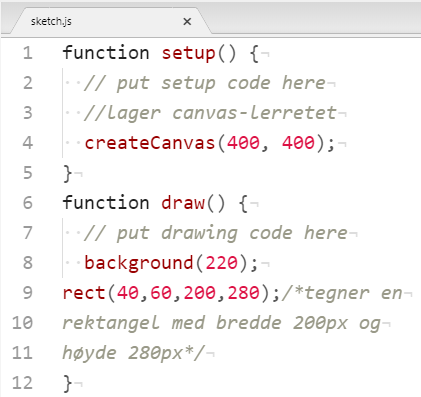 sketch.js ×
1 function setup() {¬
2 ··// put setup code here¬
3 ··//lager canvas-lerretet¬
4 ··createCanvas(400, 400);¬
5 }¬
6 function draw() {¬
7 ··// put drawing code here¬
8 ··background(220);¬
9 rect(40,60,200,280);/*tegner en¬
10 rektangel med bredde 200px og¬
11 høyde 280px*/¬
12 }¬